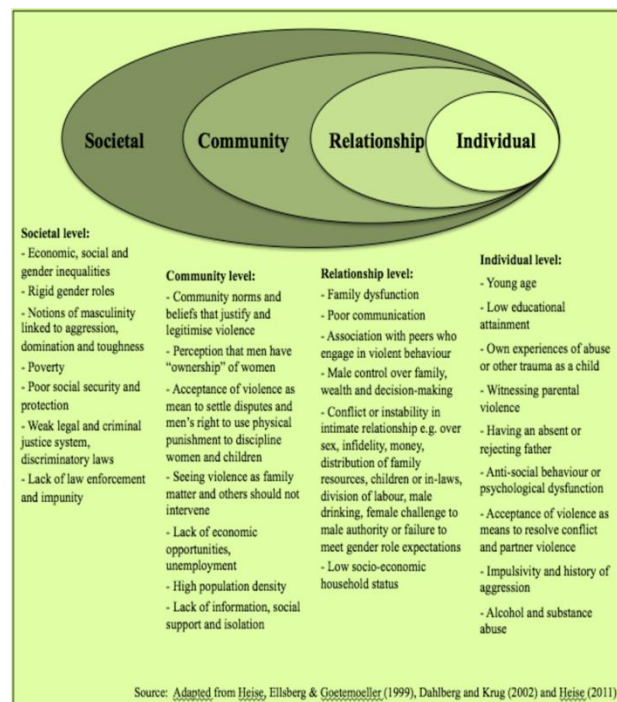 Societal
Community
Relationship
Individual
Societal level:
- Economic, social and
gender inequalities
- Rigid gender roles
- Notions of masculinity
linked to aggression,
domination and toughness
- Poverty
- Poor social security and
protection
- Weak legal and criminal
justice system,
discriminatory laws
- Lack of law enforcement
and impunity
Community level:
- Community norms and
beliefs that justify and
legitimise violence
- Perception that men have
“ownership” of women
- Acceptance of violence as
mean to settle disputes and
men's right to use physical
punishment to discipline
women and children
- Seeing violence as family
matter and others should not
intervene
- Lack of economic
opportunities,
unemployment
- High population density
- Lack of information, social
support and isolation
Relationship level:
- Family dysfunction
- Poor communication
- Association with peers who
engage in violent behaviour
- Male control over family,
wealth and decision-making
- Conflict or instability in
intimate relationship e.g. over
sex, infidelity, money,
distribution of family
resources, children or in-laws,
division of labour, male
drinking, female challenge to
male authority or failure to
meet gender role expectations
- Low socio-economic
household status
Individual level:
- Young age
- Low educational
attainment
- Own experiences of abuse
or other trauma as a child
- Witnessing parental
violence
- Having an absent or
rejecting father
- Anti-social behaviour or
psychological dysfunction
- Acceptance of violence as
means to resolve conflict
and partner violence
- Impulsivity and history of
aggression
- Alcohol and substance
abuse
Source: Adapted from Heise, Ellsberg & Goetemoeller (1999), Dahlberg and Krug (2002) and Heise (2011)